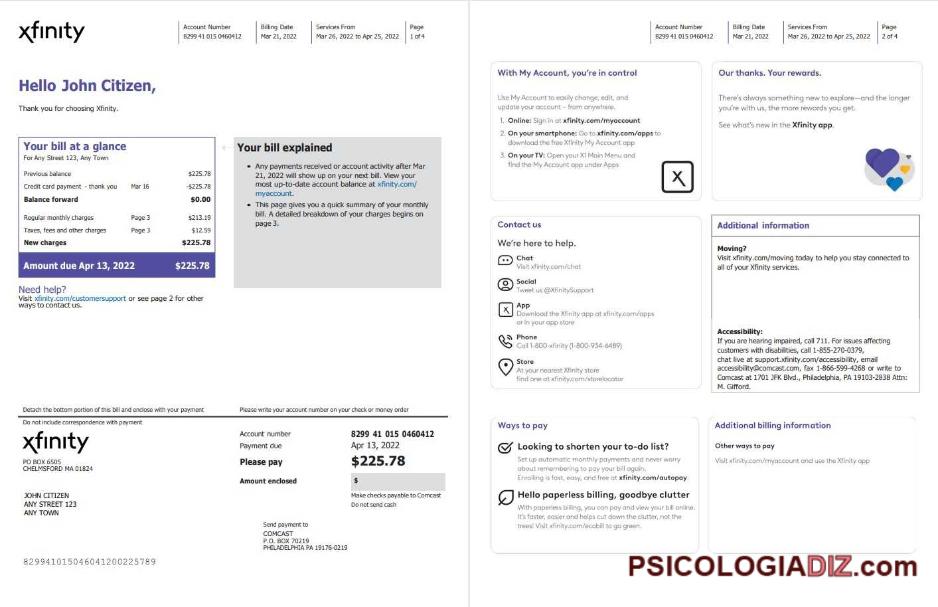 xfinity
Account Number
8299 41 015 0460412
Billing Date
Mar 21, 2022
Services From
Mar 26, 2022 to Apr 25, 2022
Page
1 of 4
Hello John Citizen,
Thank you for choosing Xfinity.
Your bill at a glance
For Any Street 123, Any Town
Previous balance $225.78
Credit card payment - thank you Mar 16 -$225.78
Balance forward $0.00
Regular monthly charges Page 3 $213.19
Taxes, fees and other charges Page 3 $12.59
New charges $225.78
Amount due Apr 13, 2022 $225.78
Need help?
Visit xfinity.com/customersupport or see page 2 for other
ways to contact us.
Your bill explained
• Any payments received or account activity after Mar
21, 2022 will show up on your next bill. View your
most up-to-date account balance at xfinity.com/
myaccount.
• This page gives you a quick summary of your monthly
bill. A detailed breakdown of your charges begins on
page 3.
Detach the bottom portion of this bill and enclose with your payment
Please write your account number on your check or money order
Do not include correspondence with payment
xfinity
PO BOX 6505
CHELMSFORD MA 01824
JOHN CITIZEN
ANY STREET 123
ANY TOWN
Account number 8299 41 015 0460412
Payment due Apr 13, 2022
Please pay $225.78
Amount enclosed $
Make checks payable to Comcast
Do not send cash
Send payment to
COMCAST
P.O. BOX 70219
PHILADELPHIA PA 19176-0219
829941015046041200225789
Account Number
8299 41 015 0460412
Billing Date
Mar 21, 2022
Services From
Mar 26, 2022 to Apr 25, 2022
Page
2 of 4
With My Account, you're in control
Use My Account to easily change, edit, and
update your account – from anywhere.
1. Online: Sign in at xfinity.com/myaccount
2. On your smartphone: Go to xfinity.com/apps to
download the free Xfinity My Account app
3. On your TV: Open your X1 Main Menu and
find the My Account app under Apps
X
Our thanks. Your rewards.
There's always something new to explore—and the longer
you're with us, the more rewards you get.
See what's new in the Xfinity app.
Contact us
We're here to help.
Chat
Visit xfinity.com/chat
Social
Tweet us @XfinitySupport
X
App
Download the Xfinity app at xfinity.com/apps
or in your app store
Phone
Call 1-800-xfinity (1-800-934-6489)
Store
At your nearest Xfinity store
find one at xfinity.com/storelocator
Additional information
Moving?
Visit xfinity.com/moving today to help you stay connected to
all of your Xfinity services.
Accessibility:
If you are hearing impaired, call 711. For issues affecting
customers with disabilities, call 1-855-270-0379,
chat live at support.xfinity.com/accessibility, email
accessibility@comcast.com, fax 1-866-599-4268 or write to
Comcast at 1701 JFK Blvd., Philadelphia, PA 19103-2838 Attn:
M. Gifford.
Ways to pay
Looking to shorten your to-do list?
Set up automatic monthly payments and never worry
about remembering to pay your bill again.
Enrolling is fast, easy, and free at xfinity.com/autopay
Hello paperless billing, goodbye clutter
With paperless billing, you can pay and view your bill online.
It's faster, easier and helps cut down the clutter, not the
trees! Visit xfinity.com/ecobill to go green.
Additional billing information
Other ways to pay
Visit xfinity.com/myaccount and use the Xfinity app
PSICOLOGIADIZ.com